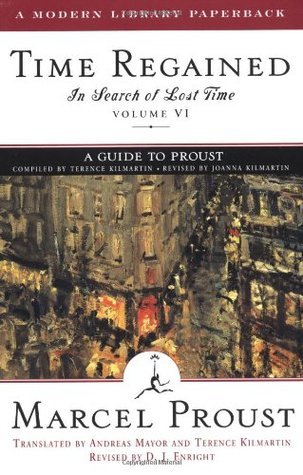 A MODERN LIBRARY PAPERBACK
TIME REGAINED
In Search of Lost Time
VOLUME VI
A GUIDE TO PROUST
COMPILED BY TERENCE KILMARTIN • REVISED BY JOANNA KILMARTIN
MARCEL PROUST
TRANSLATED BY ANDREAS MAYOR AND TERENCE KILMARTIN
REVISED BY D. J. ENRIGHT